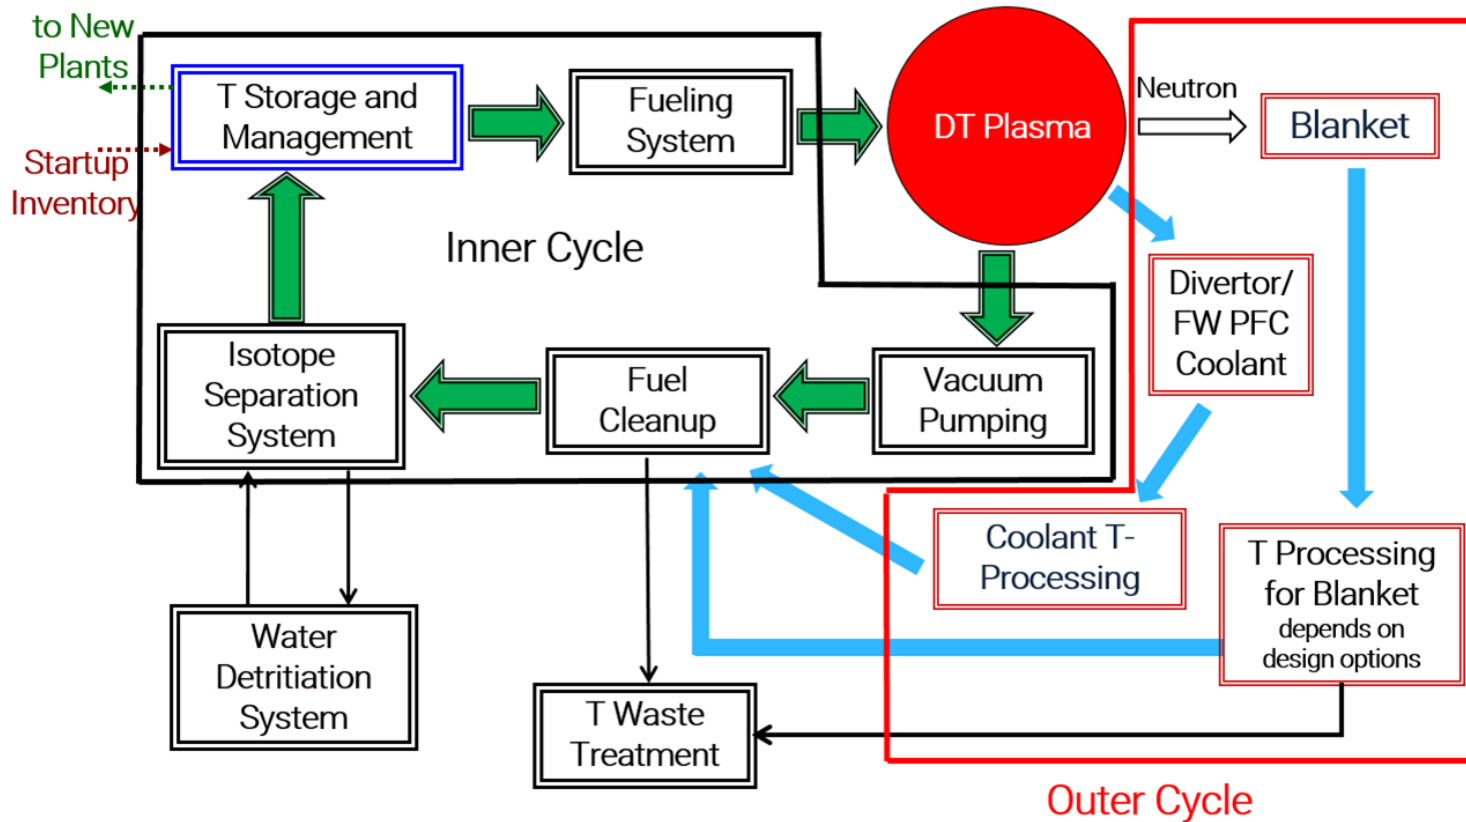 to New
Plants
T Storage and
Management
Fueling
System
DT Plasma
Neutron
Blanket
Startup
Inventory
Inner Cycle
Divertor/
FW PFC
Coolant
Isotope
Separation
System
Fuel
Cleanup
Vacuum
Pumping
Coolant T-
Processing
T Processing
for Blanket
depends on
design options
Water
Detritiation
System
T Waste
Treatment
Outer Cycle